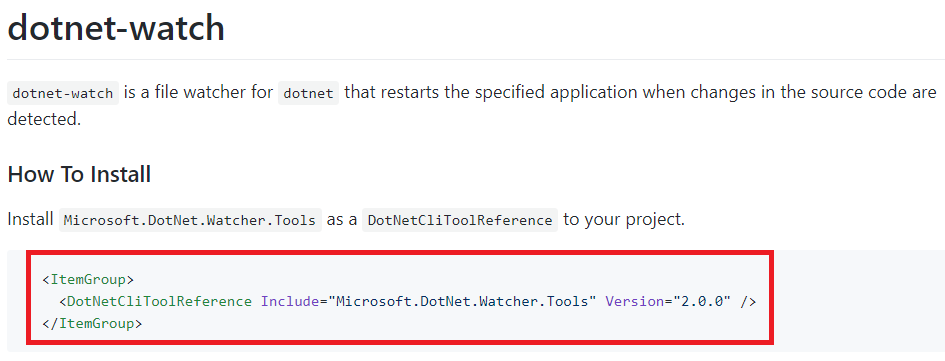 dotnet-watch
dotnet-watch is a file watcher for dotnet that restarts the specified application when changes in the source code are
detected.
How To Install
Install Microsoft.DotNet.Watcher.Tools as a DotNetCliToolReference to your project.
<ItemGroup>
  <DotNetCliToolReference Include="Microsoft.DotNet.Watcher.Tools" Version="2.0.0" />
</ItemGroup>